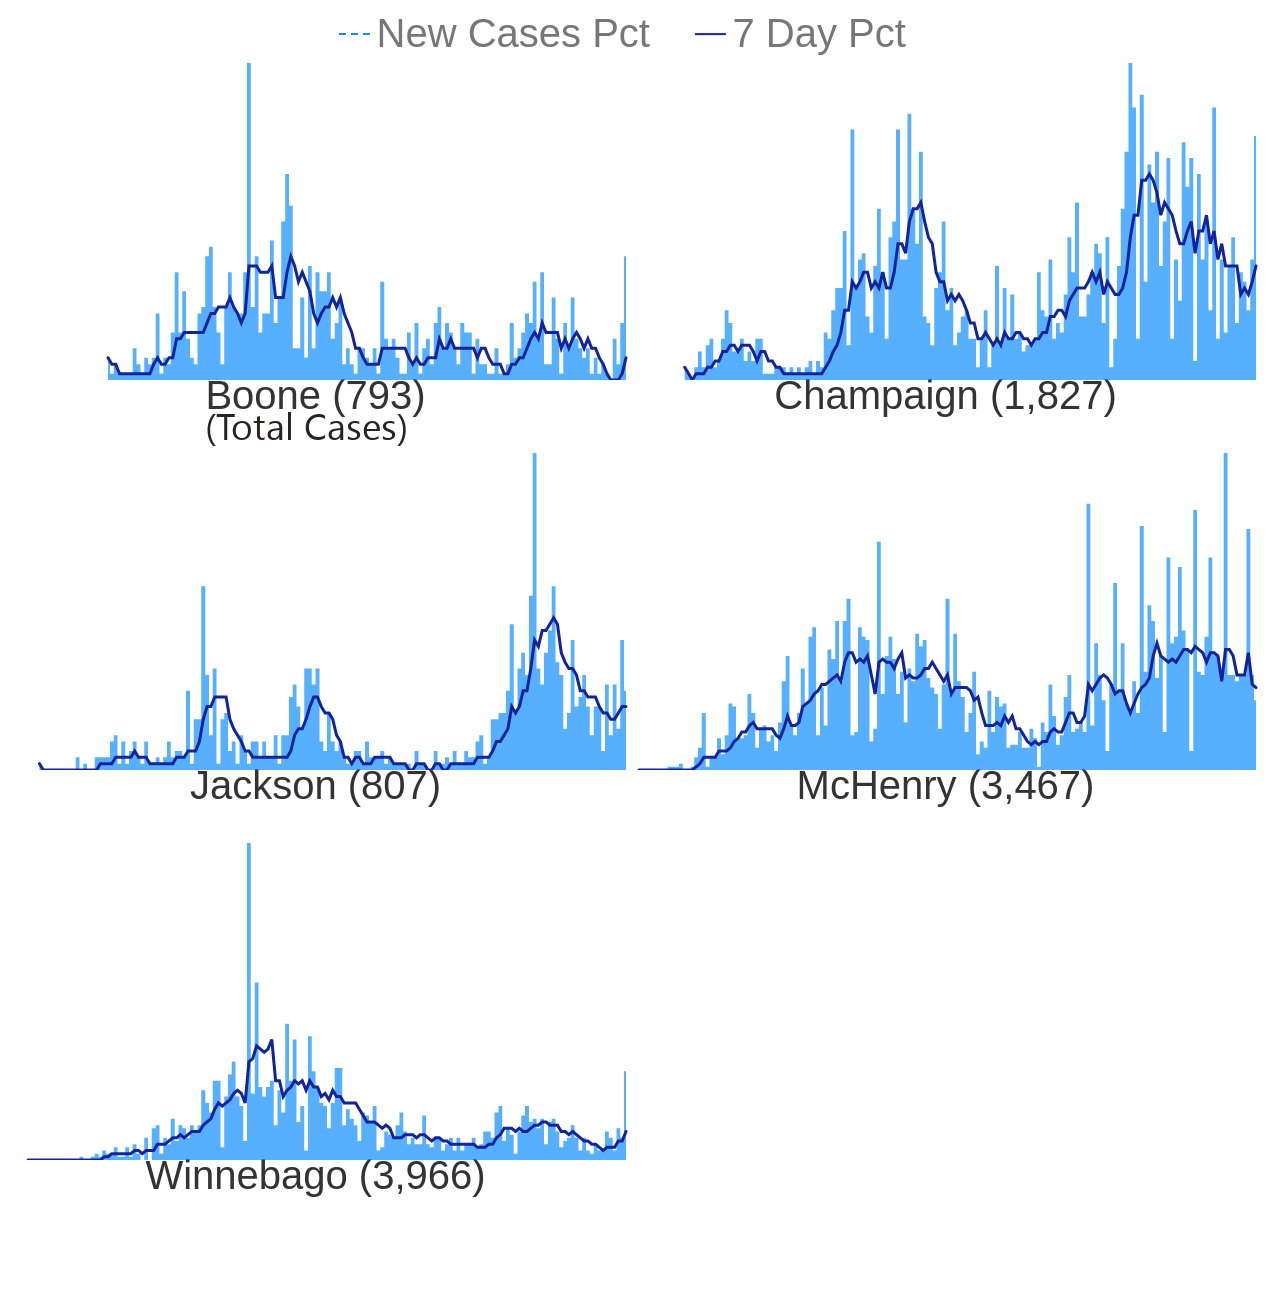 New Cases Pct 7 Day Pct
Boone (793)
(Total Cases)
Champaign (1,827)
Jackson (807)
McHenry (3,467)
Winnebago (3,966)